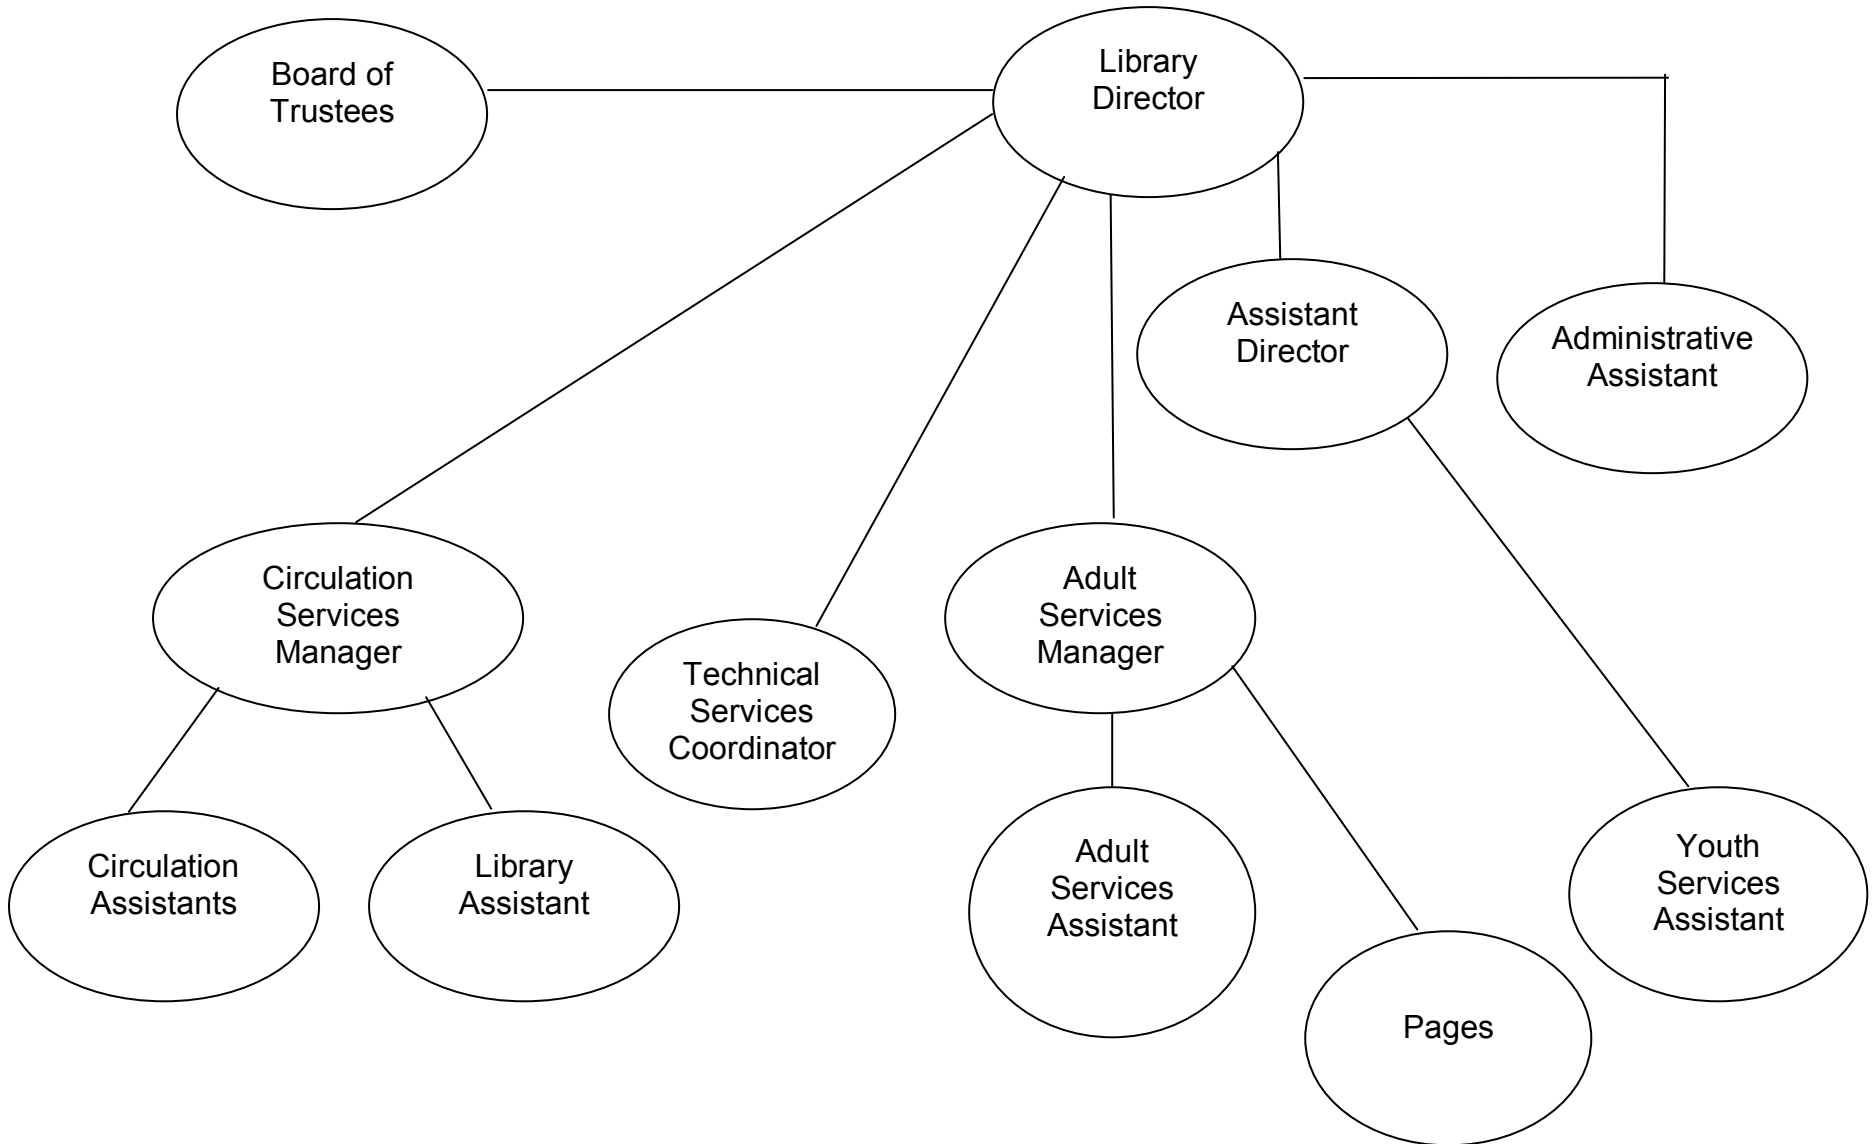 Board of
Trustees
Library
Director
Assistant
Director
Administrative
Assistant
Circulation
Services
Manager
Technical
Services
Coordinator
Adult
Services
Manager
Circulation
Assistants
Library
Assistant
Adult
Services
Assistant
Youth
Services
Assistant
Pages